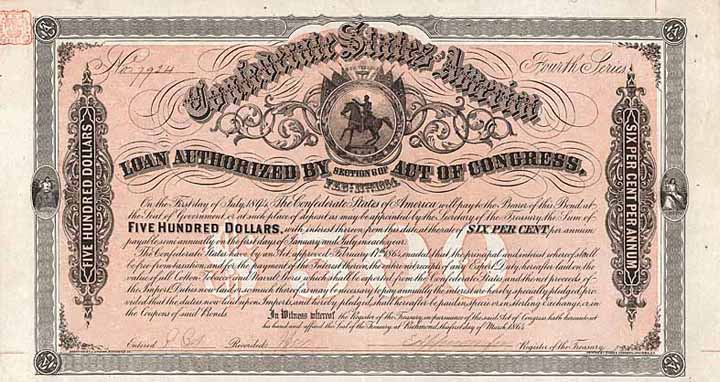 No. 7924
Fourth Series
Confederate States America
LOAN AUTHORIZED BY SECTION 6 OF ACT OF CONGRESS,
FEBY. 17TH 1864.
FIVE HUNDRED DOLLARS
SIX PER CENT PER ANNUM
On the First day of July, 1894, The Confederate States of America will pay to the Bearer of this Bond, at
the Seat of Government, or at such place of deposit as may be appointed by the Secretary of the Treasury, the Sum of
FIVE HUNDRED DOLLARS, with interest thereon from this date, at the rate of SIX PER CENT, per annum
payable semi annually on the first days of January and July in each year.
The Confederate States have by an Act, approved February 17th 1864, enacted that the principal and interest whereof shall
be free from taxation, and for the payment of the Interest thereon, the entire net receipts of any Export Duty hereafter laid on the
value of all Cotton, Tobacco and Naval Stores, which shall be exported from the Confederate States, and the net proceeds of
the Import Duties now laid, or so much thereof as may be necessary to pay annually the interest, are hereby specially pledged; Pro-
vided that the duties now laid upon Imports, and hereby pledged, shall hereafter be paid in specie or in Sterling Exchange, or in
the Coupons of said Bonds.
$500
In Witness whereof the Register of the Treasury, in pursuance of the said Act of Congress, hath hereunto set
his hand and affixed the Seal of the Treasury at Richmond, this first day of March 1864
Entered Recorded Register of the Treasury